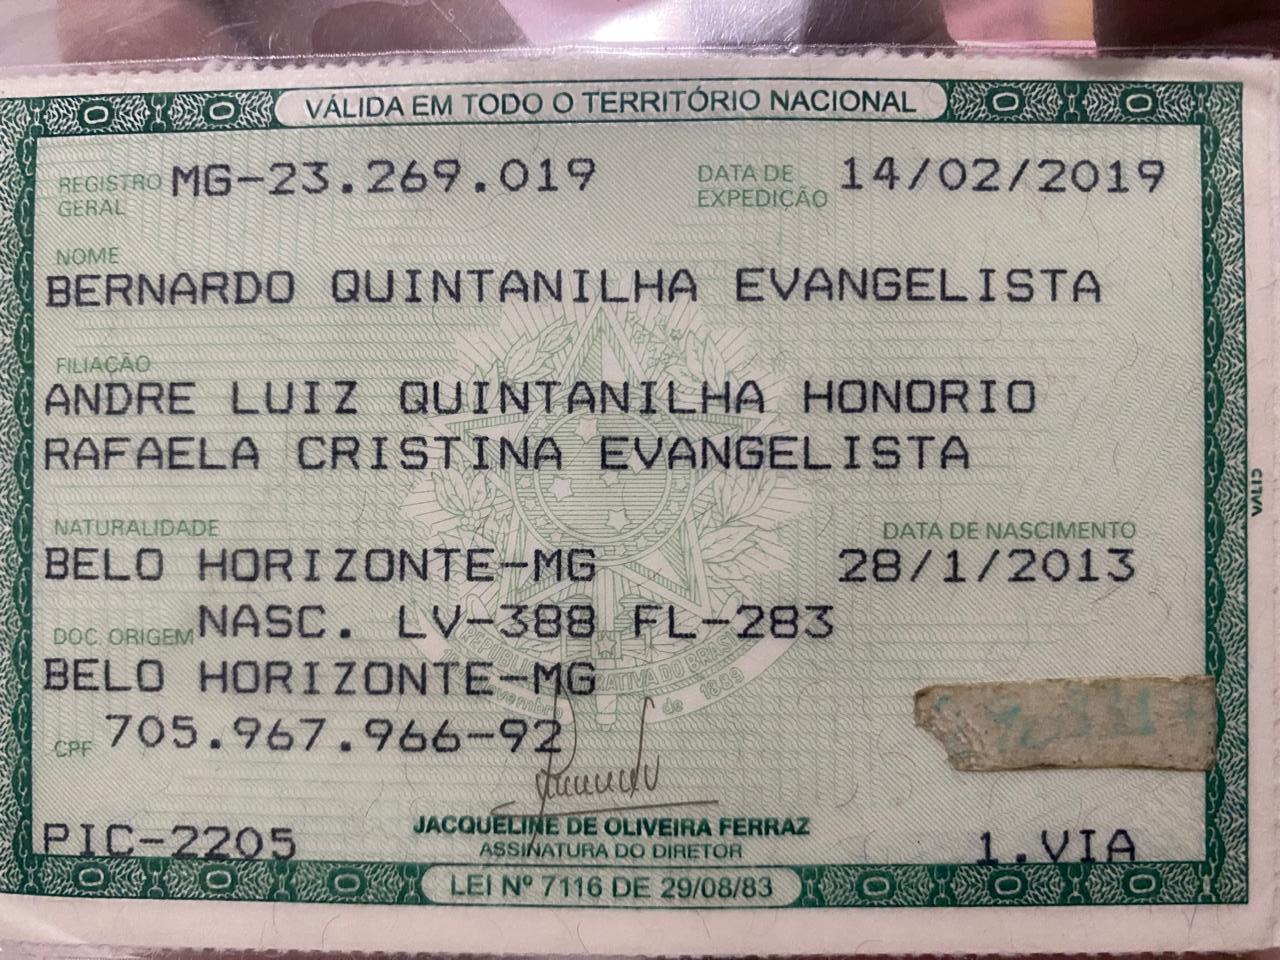 VÁLIDA EM TODO O TERRITÓRIO NACIONAL
REGISTRO GERAL MG-23.269.019 DATA DE EXPEDIÇÃO 14/02/2019
NOME
BERNARDO QUINTANILHA EVANGELISTA
FILIAÇÃO
ANDRE LUIZ QUINTANILHA HONORIO
RAFAELA CRISTINA EVANGELISTA
NATURALIDADE DATA DE NASCIMENTO
BELO HORIZONTE-MG 28/1/2013
DOC. ORIGEM NASC. LV-388 FL-283
BELO HORIZONTE-MG
CPF 705.967.966-92
PIC-2205
JACQUELINE DE OLIVEIRA FERRAZ
ASSINATURA DO DIRETOR
1.VIA
LEI Nº 7116 DE 29/08/83